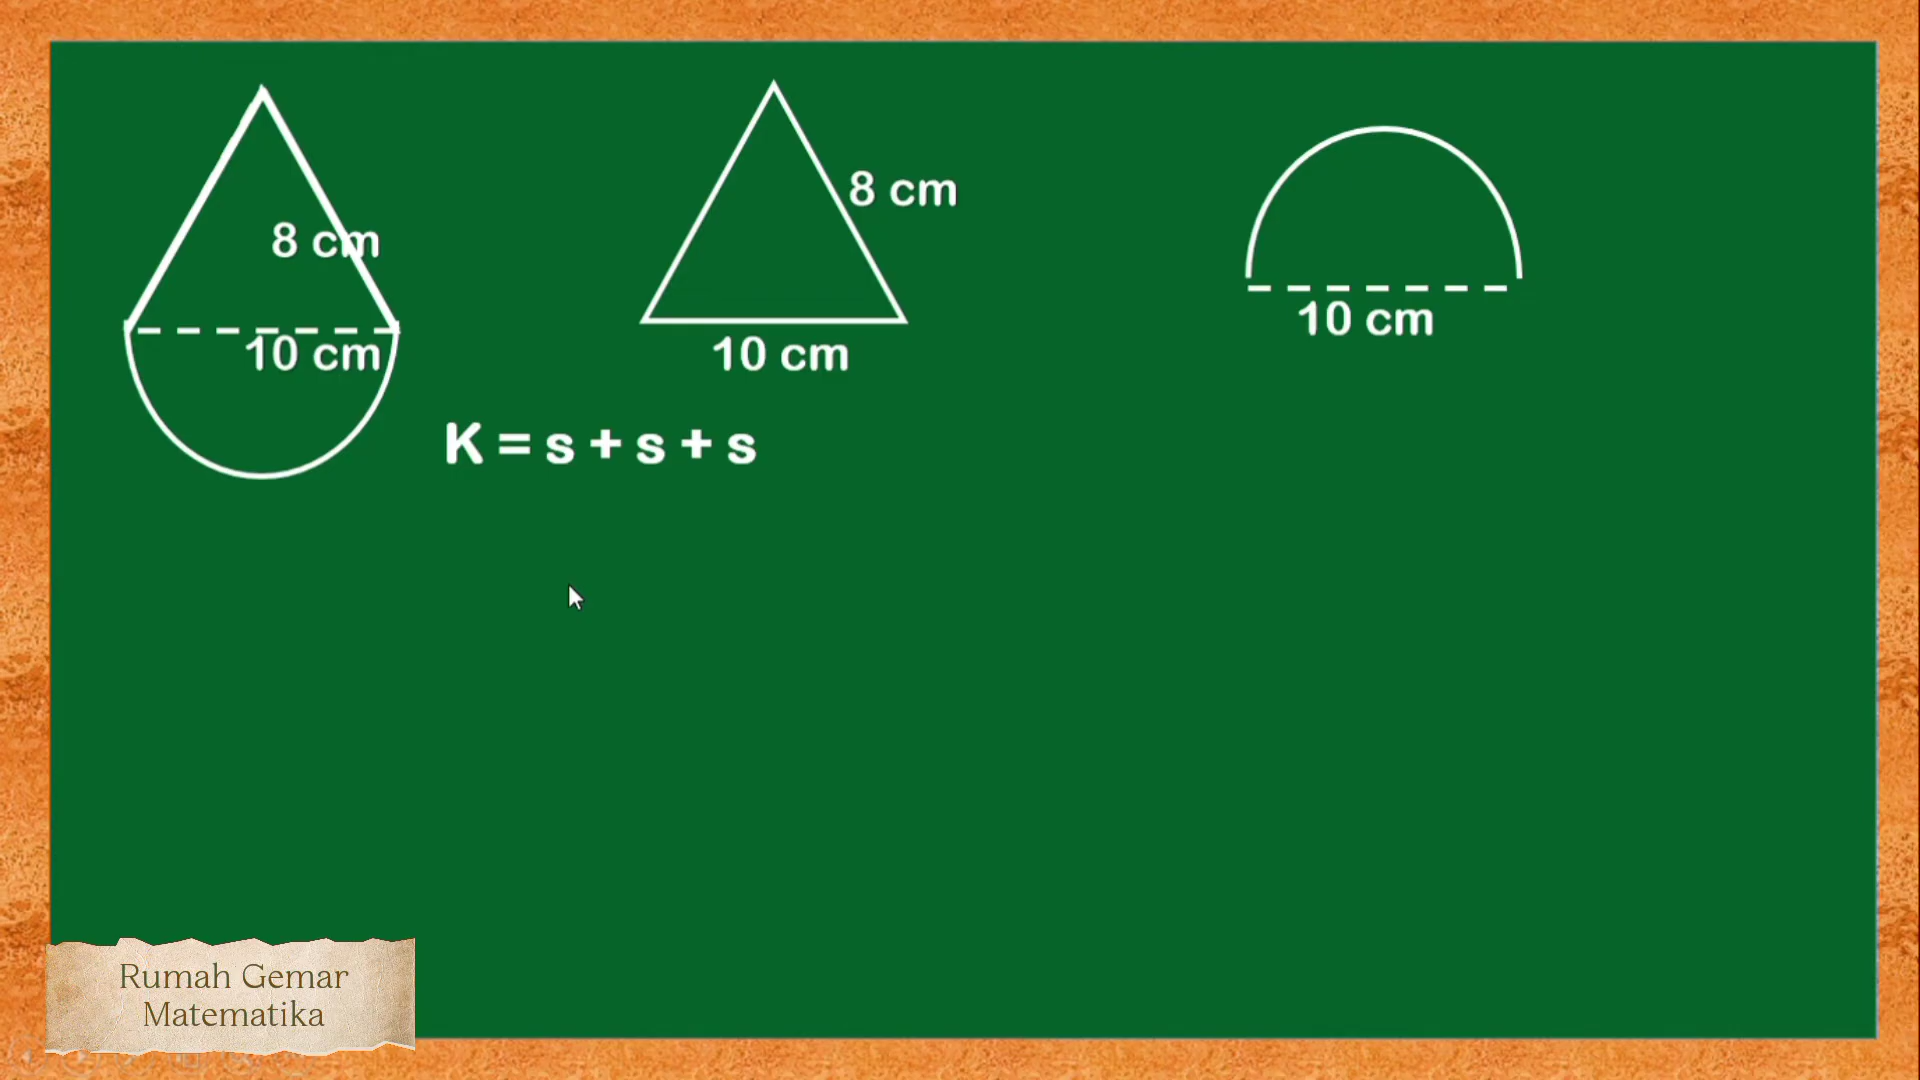 8 cm
10 cm
8 cm
10 cm
10 cm
K = s + s + s
Rumah Gemar
Matematika